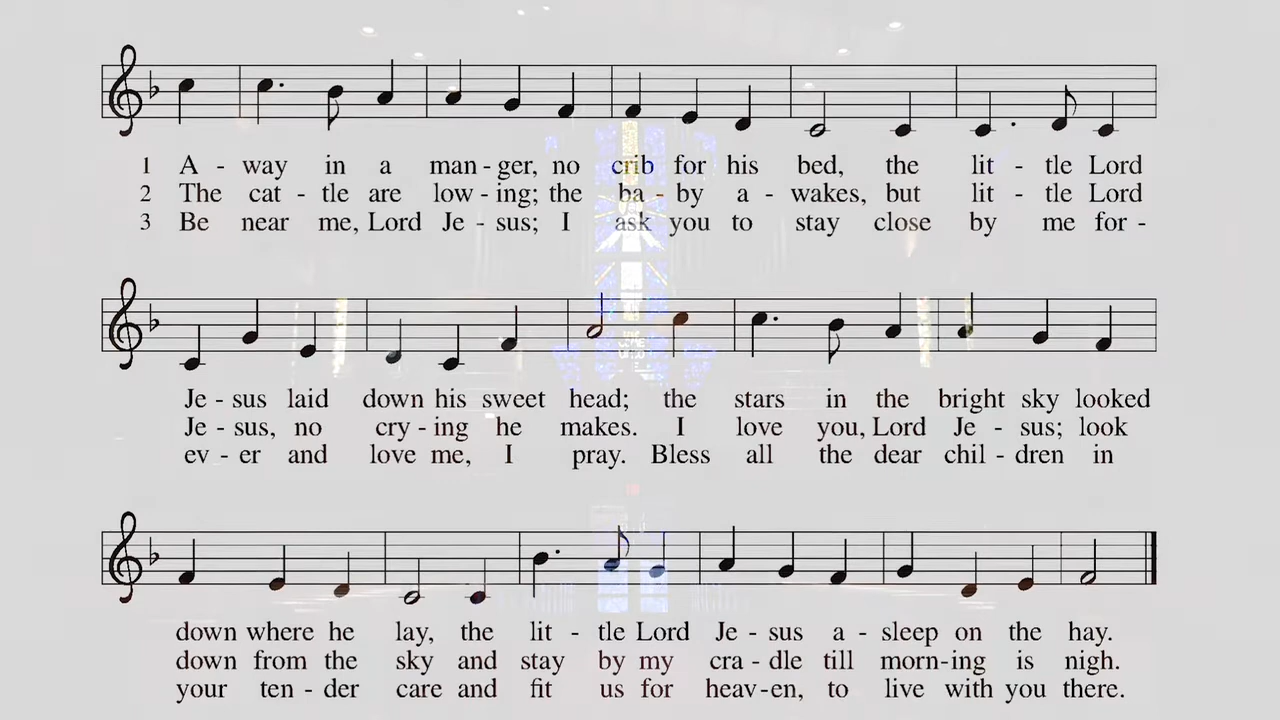 1 A - way in a man - ger, no crib for his bed, the lit - tle Lord
2 The cat - tle are low - ing; the ba - by a - wakes, but lit - tle Lord
3 Be near me, Lord Je - sus; I ask you to stay close by me for -
Je - sus laid down his sweet head; the stars in the bright sky looked
Je - sus, no cry - ing he makes. I love you, Lord Je - sus; look
ev - er and love me, I pray. Bless all the dear chil - dren in
down where he lay, the lit - tle Lord Je - sus a - sleep on the hay.
down from the sky and stay by my cra - dle till morn - ing is nigh.
your ten - der care and fit us for heav - en, to live with you there.